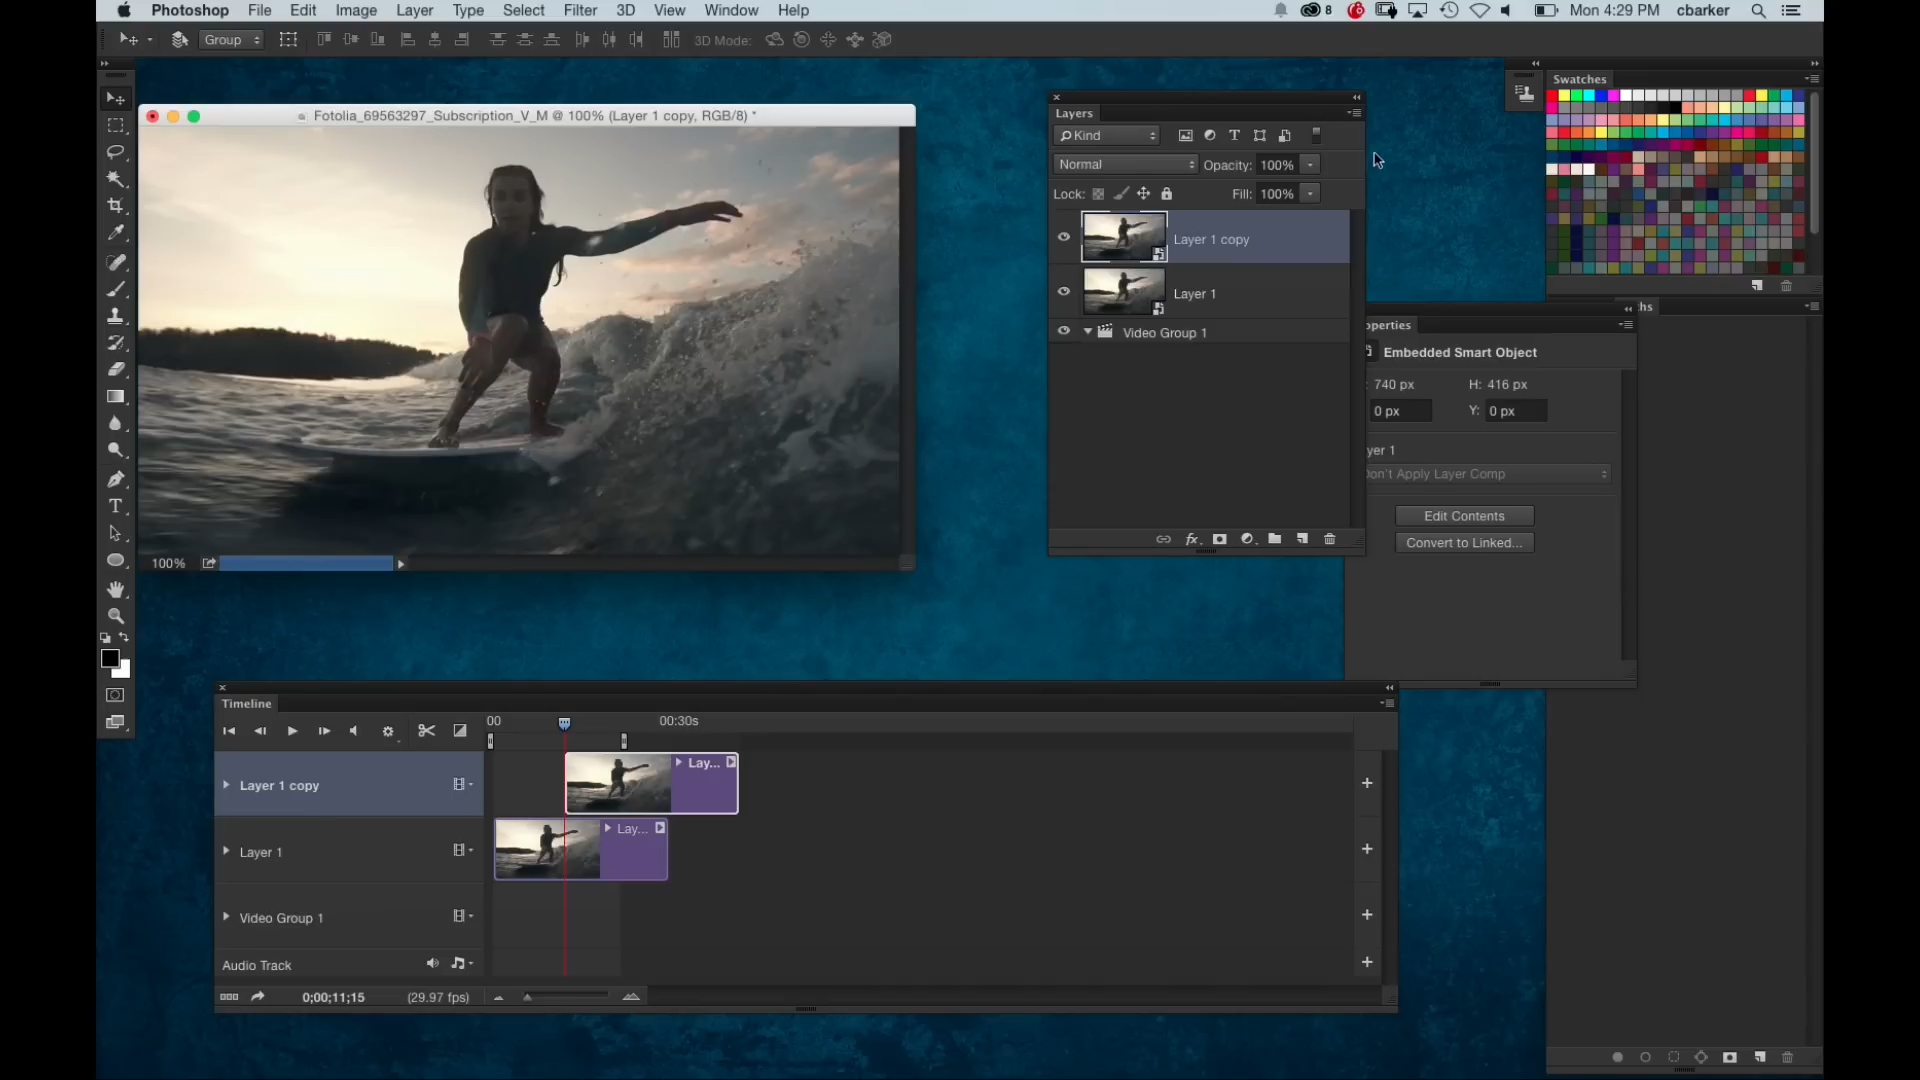 Photoshop File Edit Image Layer Type Select Filter 3D View Window Help 8 Mon 4:29 PM cbarker
Group 3D Mode:
Swatches
Fotolia_69563297_Subscription_V_M @ 100% (Layer 1 copy, RGB/8) *
Layers
Kind
Normal Opacity: 100%
Lock: Fill: 100%
Layer 1 copy
Layer 1
Video Group 1
ths
operties
Embedded Smart Object
: 740 px H: 416 px
0 px Y: 0 px
yer 1
Don't Apply Layer Comp
Edit Contents
Convert to Linked...
100%
Timeline
00 00:30s
Layer 1 copy Lay...
Layer 1 Lay...
Video Group 1
Audio Track
0;00;11;15 (29.97 fps)